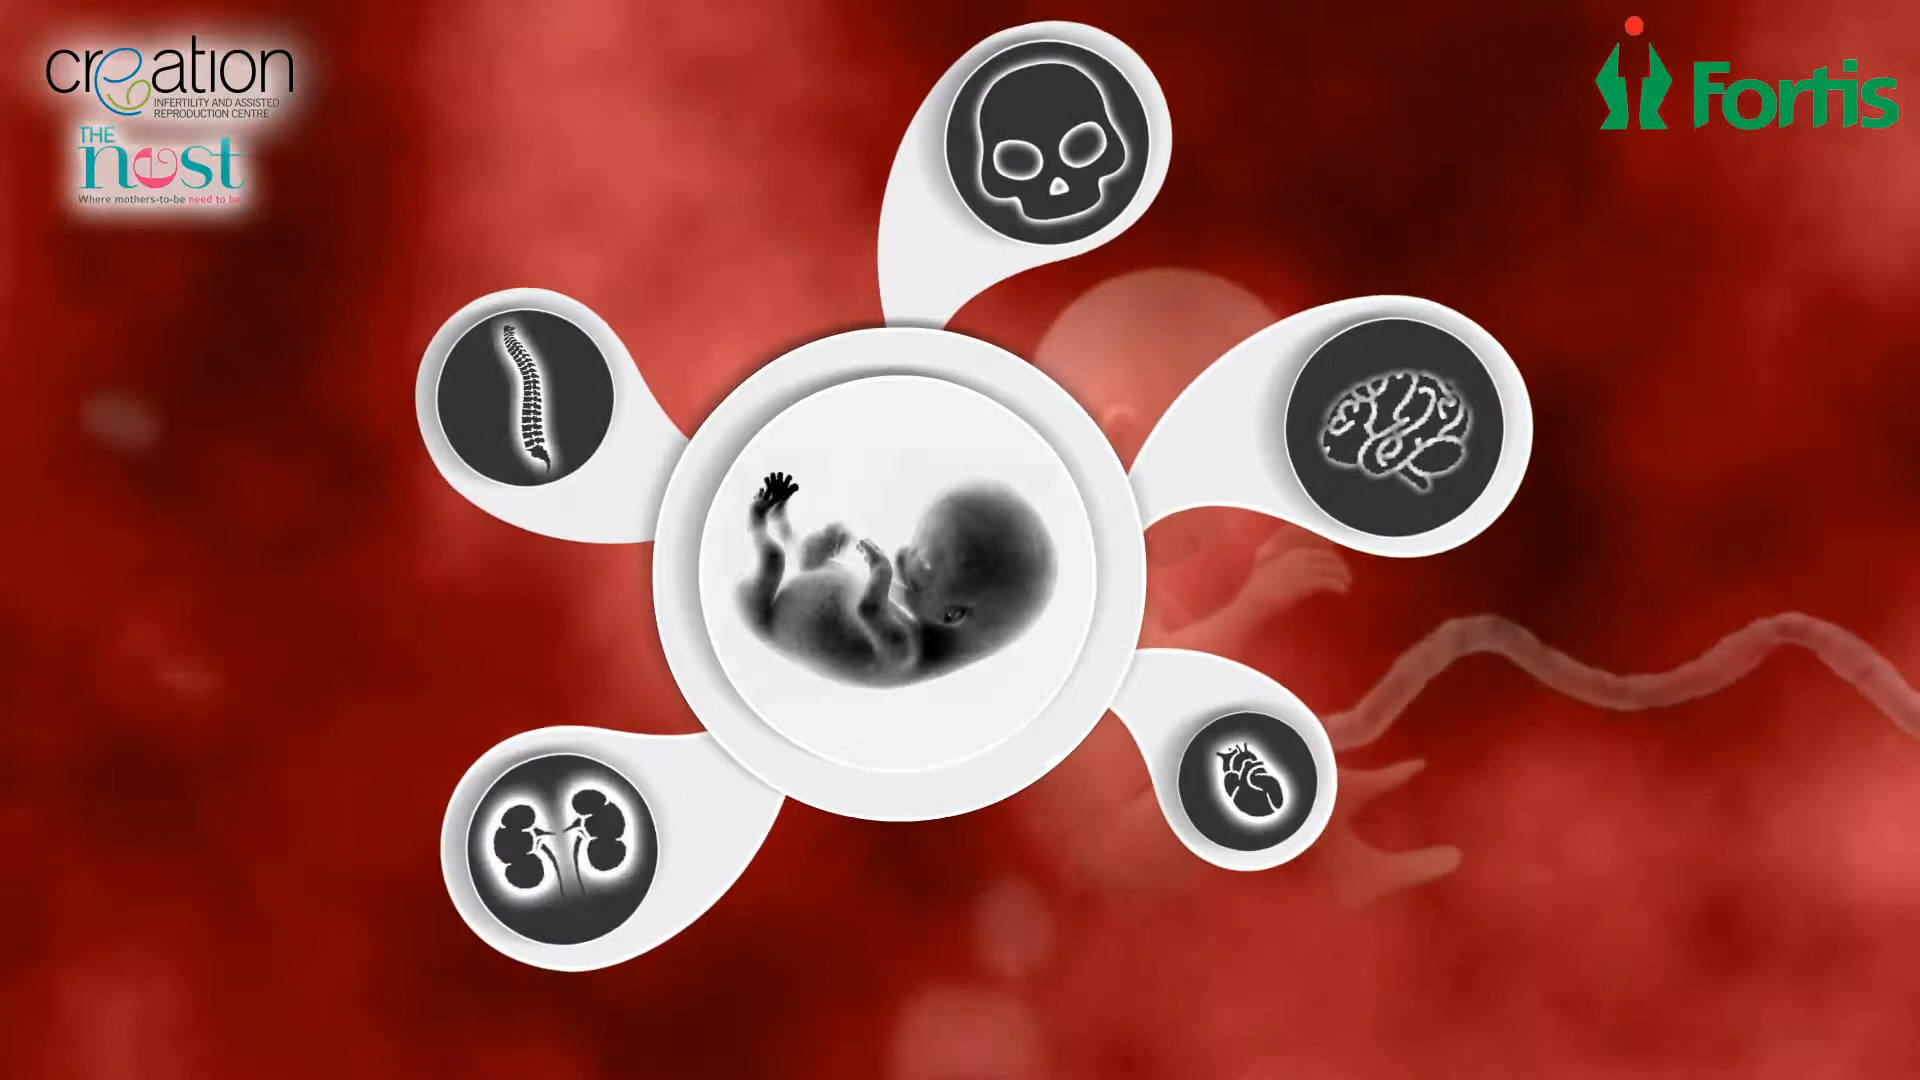 creation
INFERTILITY AND ASSISTED
REPRODUCTION CENTRE
THE
nest
Where mothers-to-be need to be
Fortis